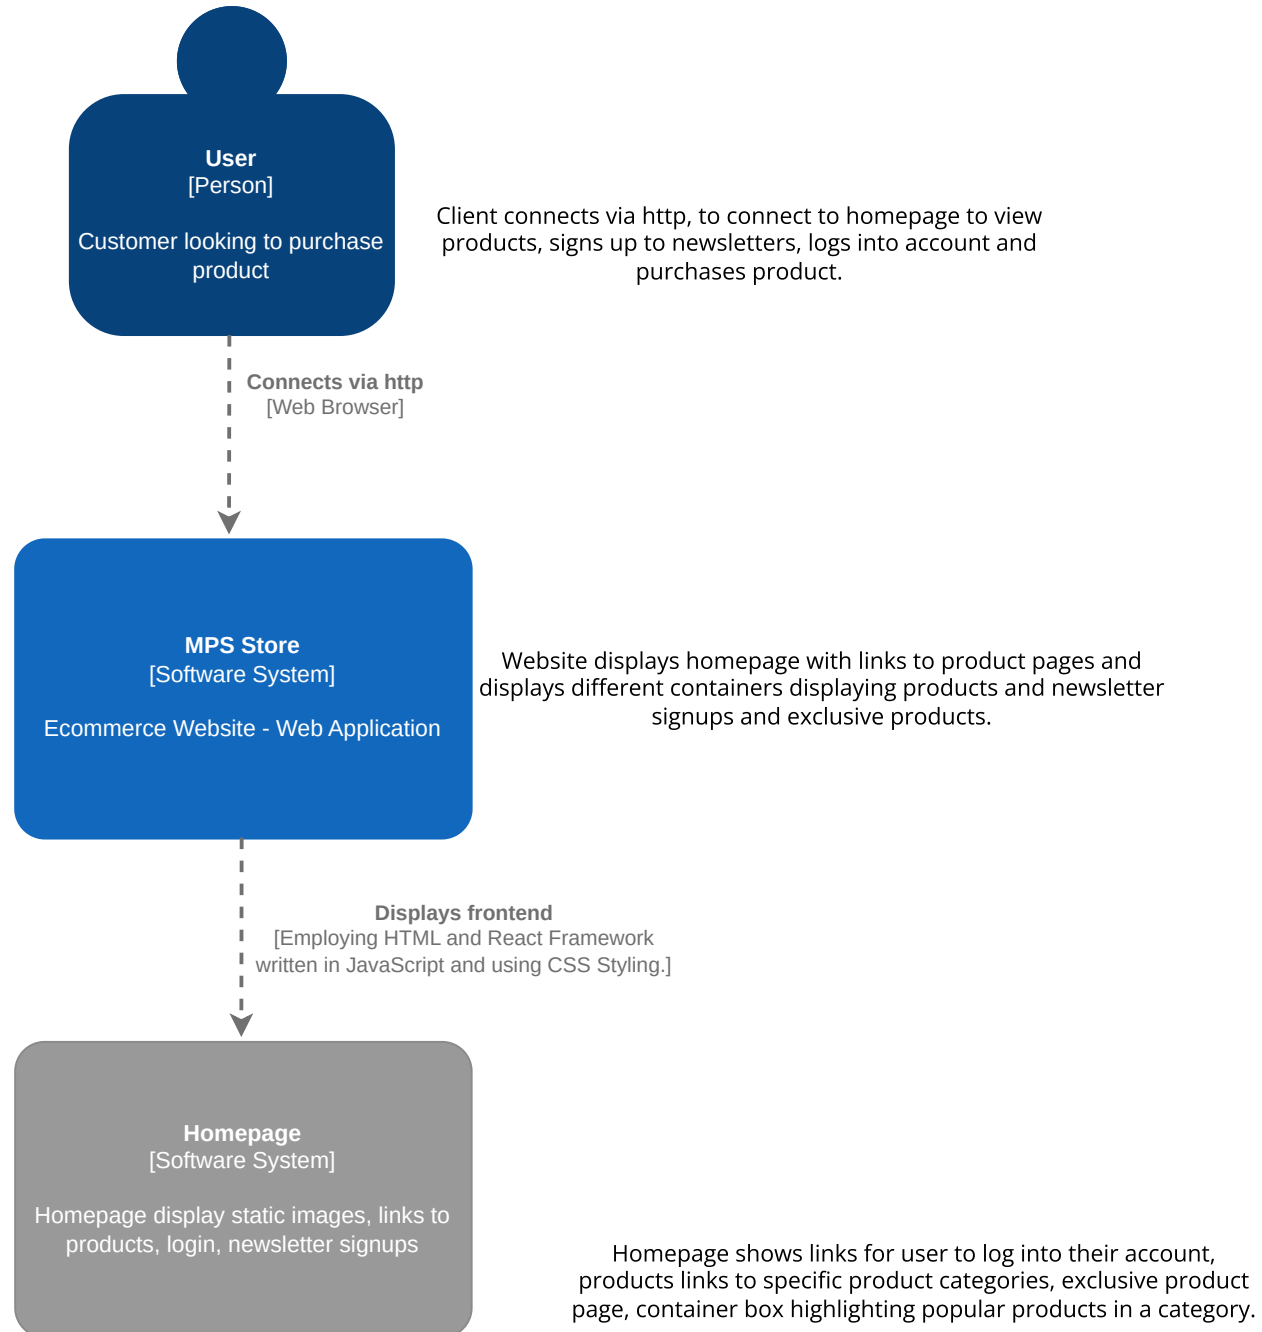 User
[Person]
Customer looking to purchase
product
Client connects via http, to connect to homepage to view
products, signs up to newsletters, logs into account and
purchases product.
Connects via http
[Web Browser]
MPS Store
[Software System]
Ecommerce Website - Web Application
Website displays homepage with links to product pages and
displays different containers displaying products and newsletter
signups and exclusive products.
Displays frontend
[Employing HTML and React Framework
written in JavaScript and using CSS Styling.]
Homepage
[Software System]
Homepage display static images, links to
products, login, newsletter signups
Homepage shows links for user to log into their account,
products links to specific product categories, exclusive product
page, container box highlighting popular products in a category.